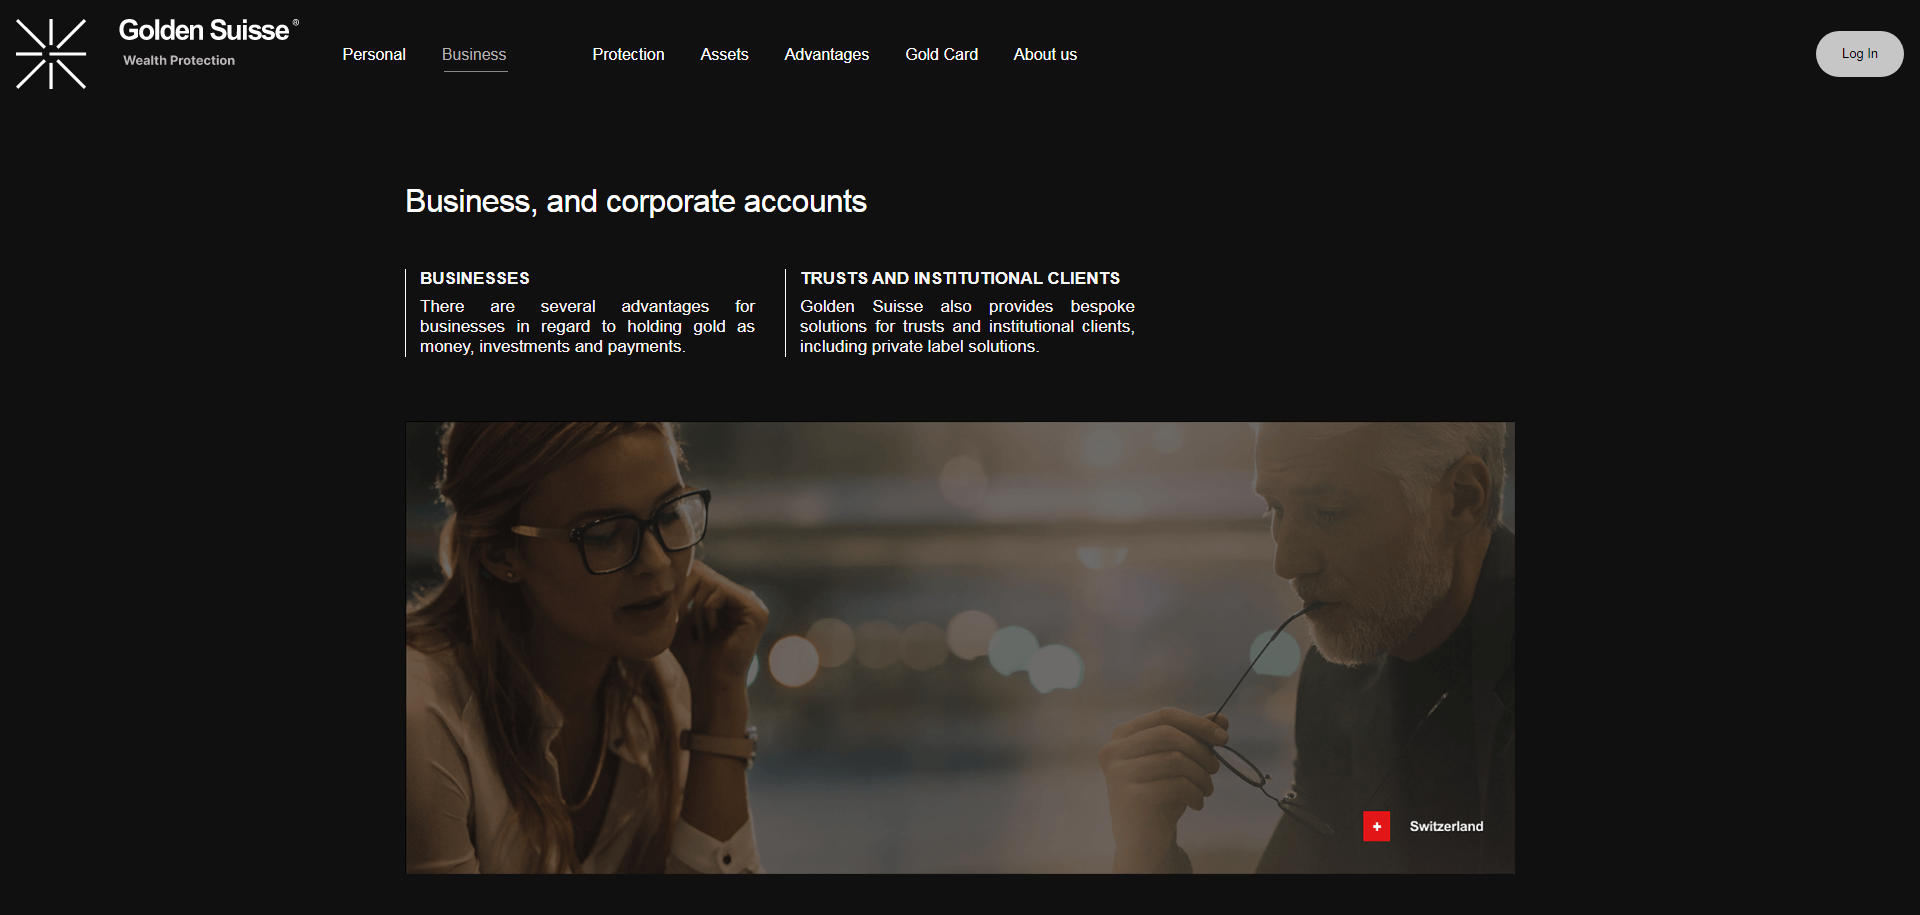 Golden Suisse®
Wealth Protection
Personal
Business
Protection
Assets
Advantages
Gold Card
About us
Log In
Business, and corporate accounts
BUSINESSES
There are several advantages for
businesses in regard to holding gold as
money, investments and payments.
TRUSTS AND INSTITUTIONAL CLIENTS
Golden Suisse also provides bespoke
solutions for trusts and institutional clients,
including private label solutions.
Switzerland